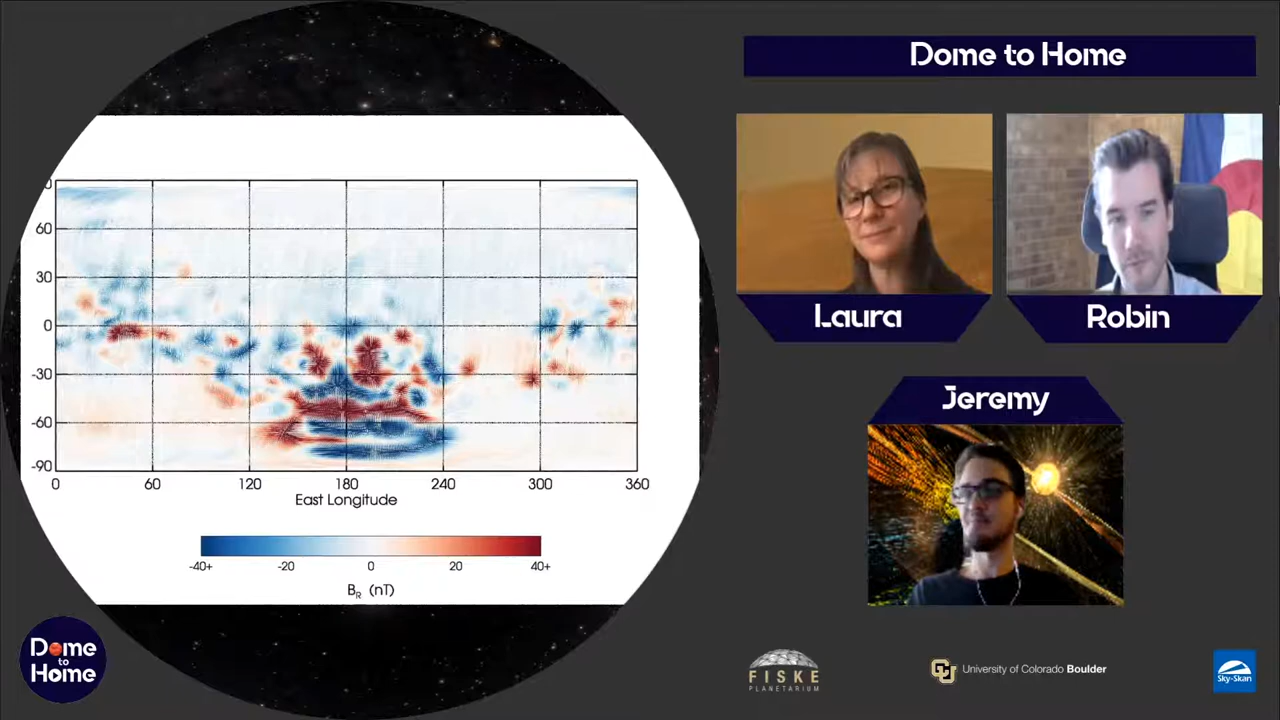 Dome to Home
Laura
Robin
Jeremy
60
30
0
-30
-60
-90
0 60 120 180 240 300 360
East Longitude
-40+ -20 0 20 40+
BR (nT)
Dome
to
Home
FISKE
PLANETARIUM
CU
University of Colorado Boulder
Sky-Skan